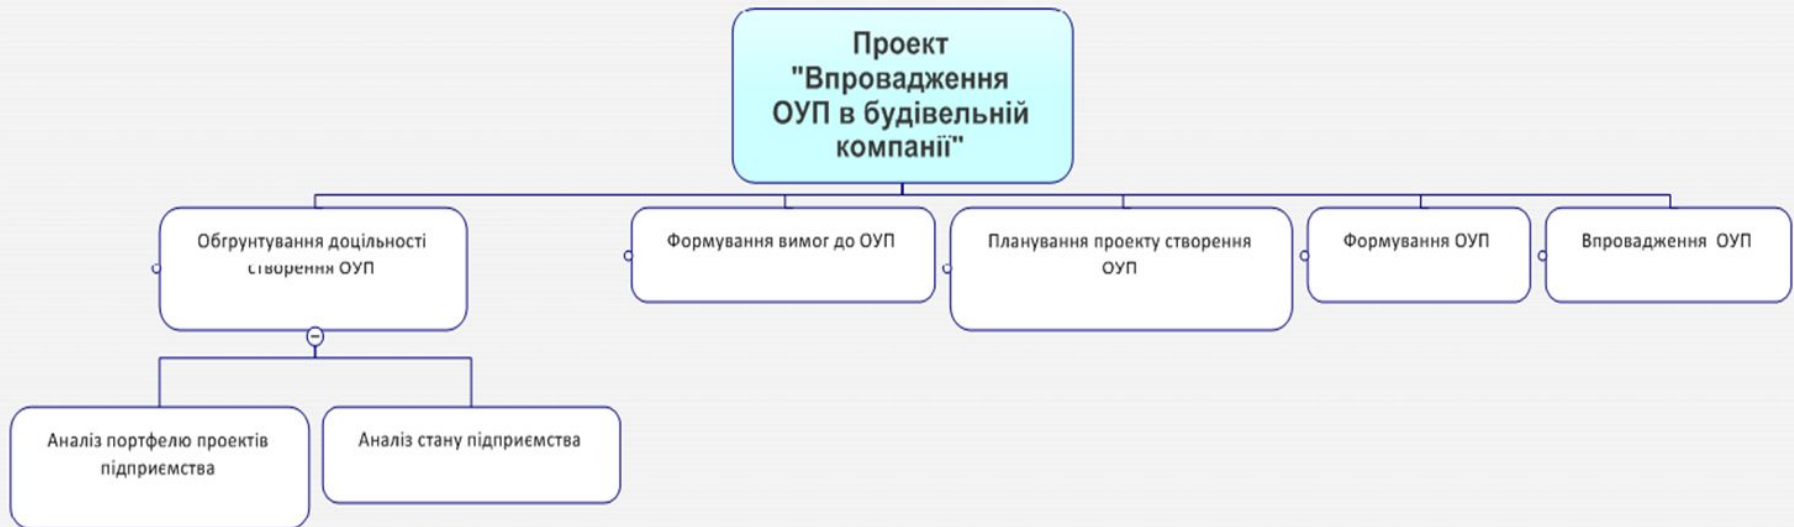 Проект
"Впровадження
ОУП в будівельній
компанії"
Обгрунтування доцільності
створення ОУП
Формування вимог до ОУП
Планування проекту створення
ОУП
Формування ОУП
Впровадження ОУП
Аналіз портфелю проектів
підприємства
Аналіз стану підприємства